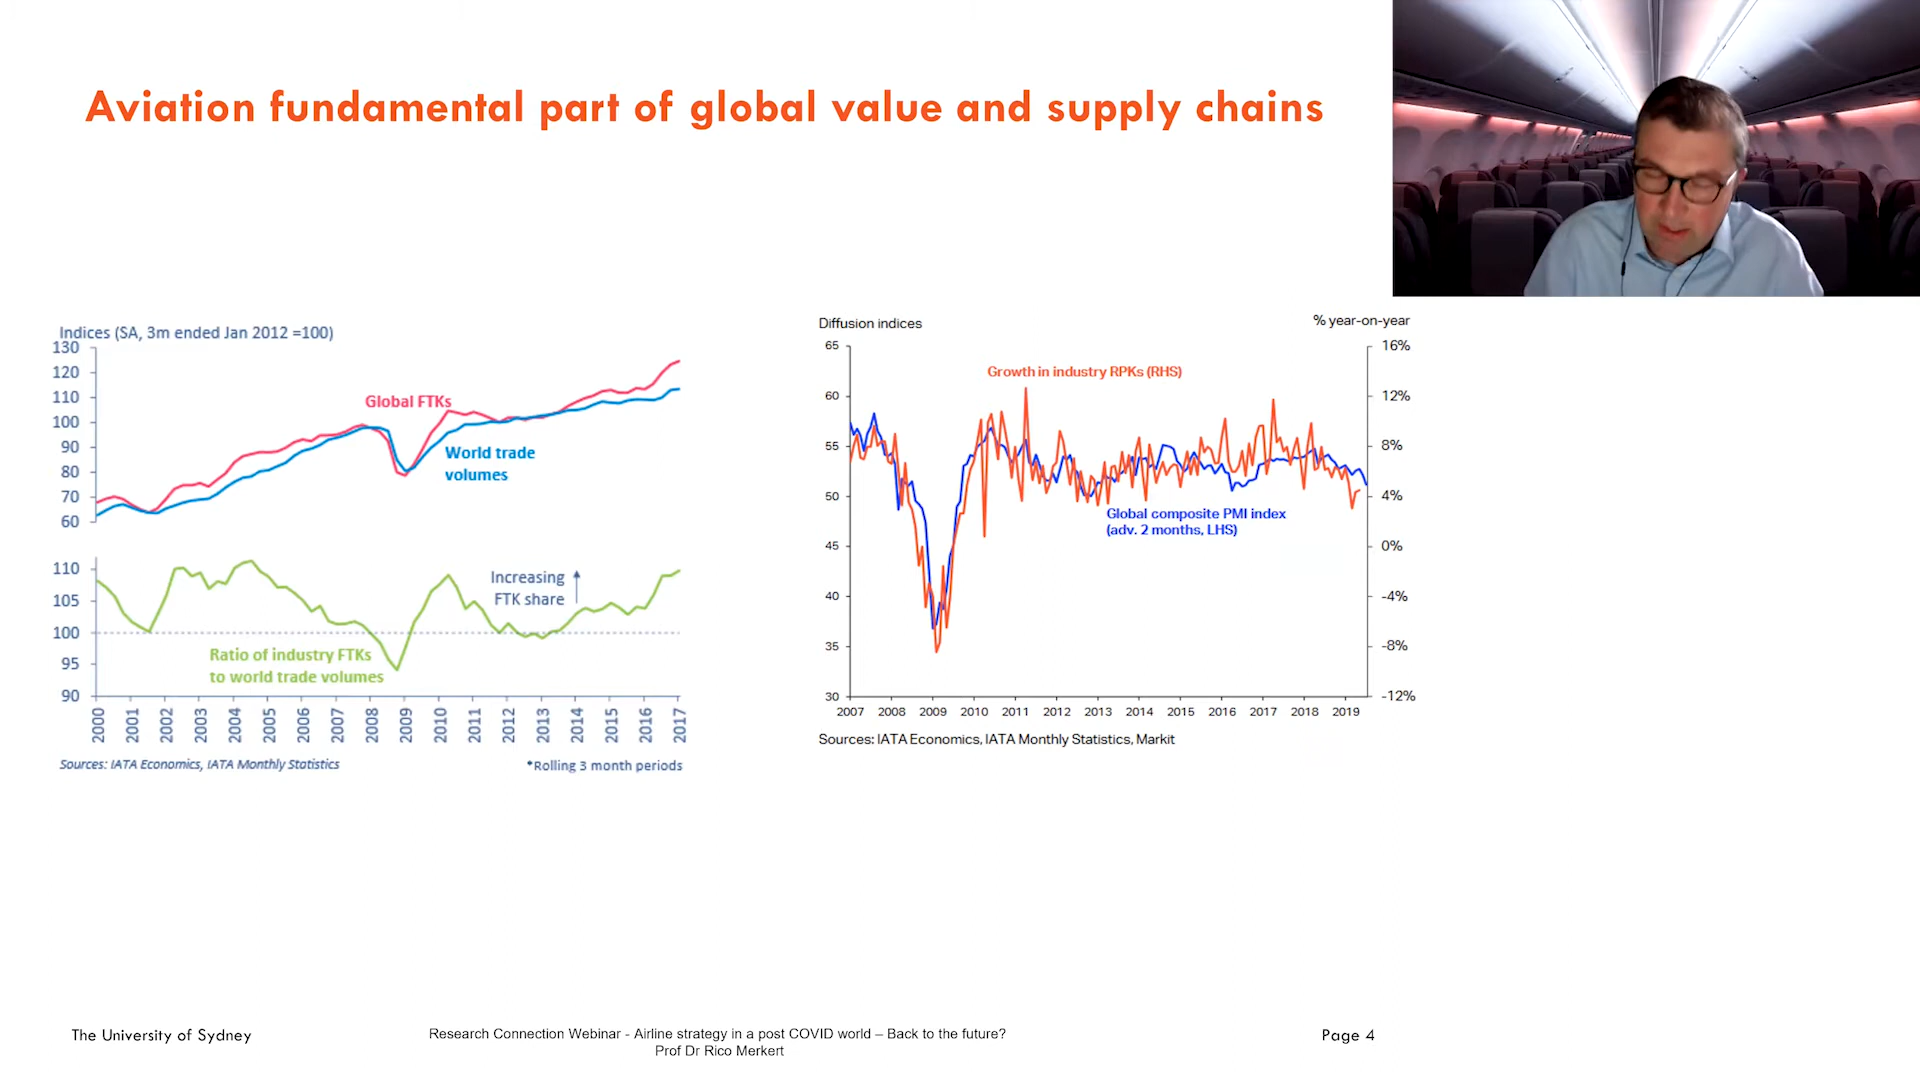 Aviation fundamental part of global value and supply chains
Indices (SA, 3m ended Jan 2012 =100)
130
120
110
100
90
80
70
60
Global FTKs
World trade
volumes
110
105
100
95
90
Increasing
FTK share
Ratio of industry FTKs
to world trade volumes
2000
2001
2002
2003
2004
2005
2006
2007
2008
2009
2010
2011
2012
2013
2014
2015
2016
2017
Sources: IATA Economics, IATA Monthly Statistics
*Rolling 3 month periods
Diffusion indices
% year-on-year
65
60
55
50
45
40
35
30
Growth in industry RPKs (RHS)
Global composite PMI index
(adv. 2 months, LHS)
16%
12%
8%
4%
0%
-4%
-8%
-12%
2007 2008 2009 2010 2011 2012 2013 2014 2015 2016 2017 2018 2019
Sources: IATA Economics, IATA Monthly Statistics, Markit
The University of Sydney
Research Connection Webinar - Airline strategy in a post COVID world – Back to the future?
Prof Dr Rico Merkert
Page 4